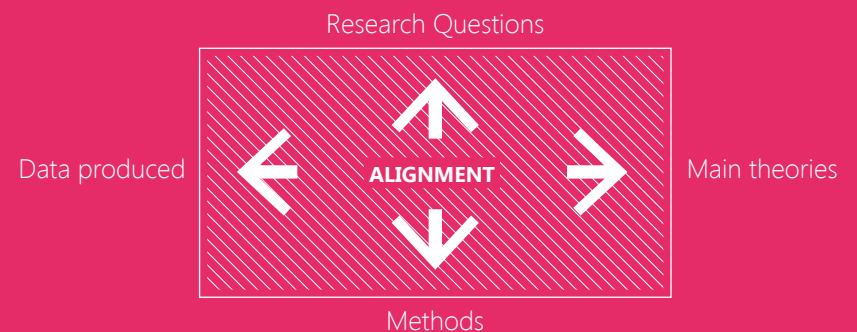 Research Questions
Data produced
ALIGNMENT
Main theories
Methods